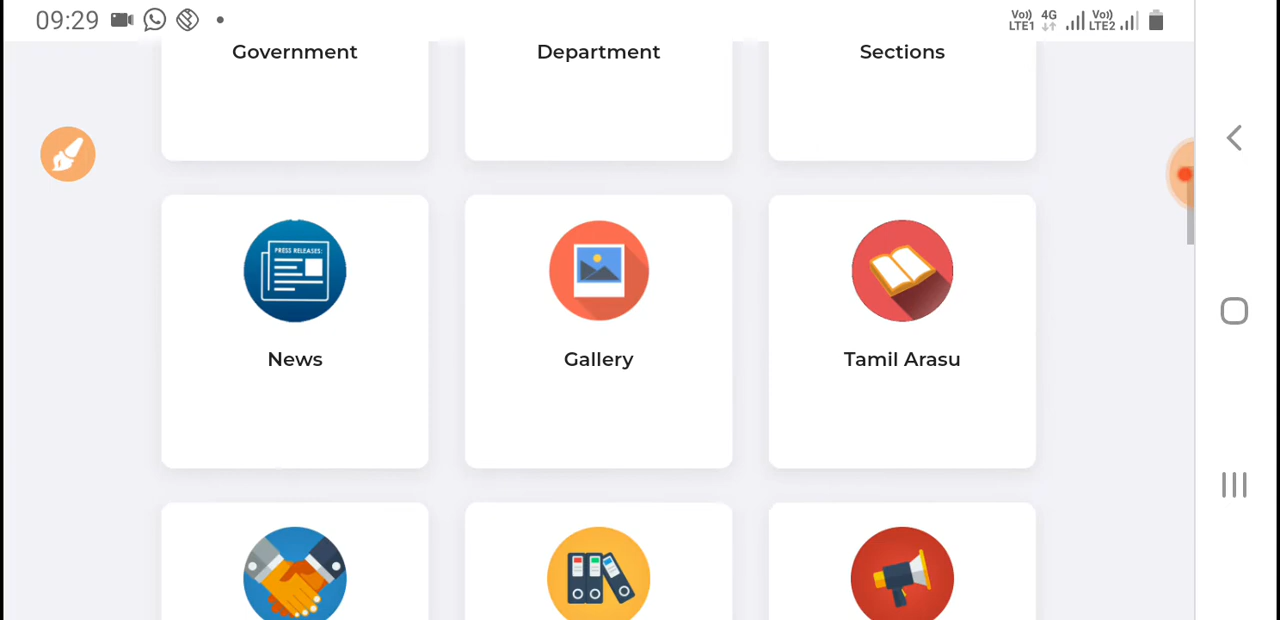 09:29
Vo)) 4G Vo))
LTE1 LTE2
Government Department Sections
PRESS RELEASES:
News Gallery Tamil Arasu